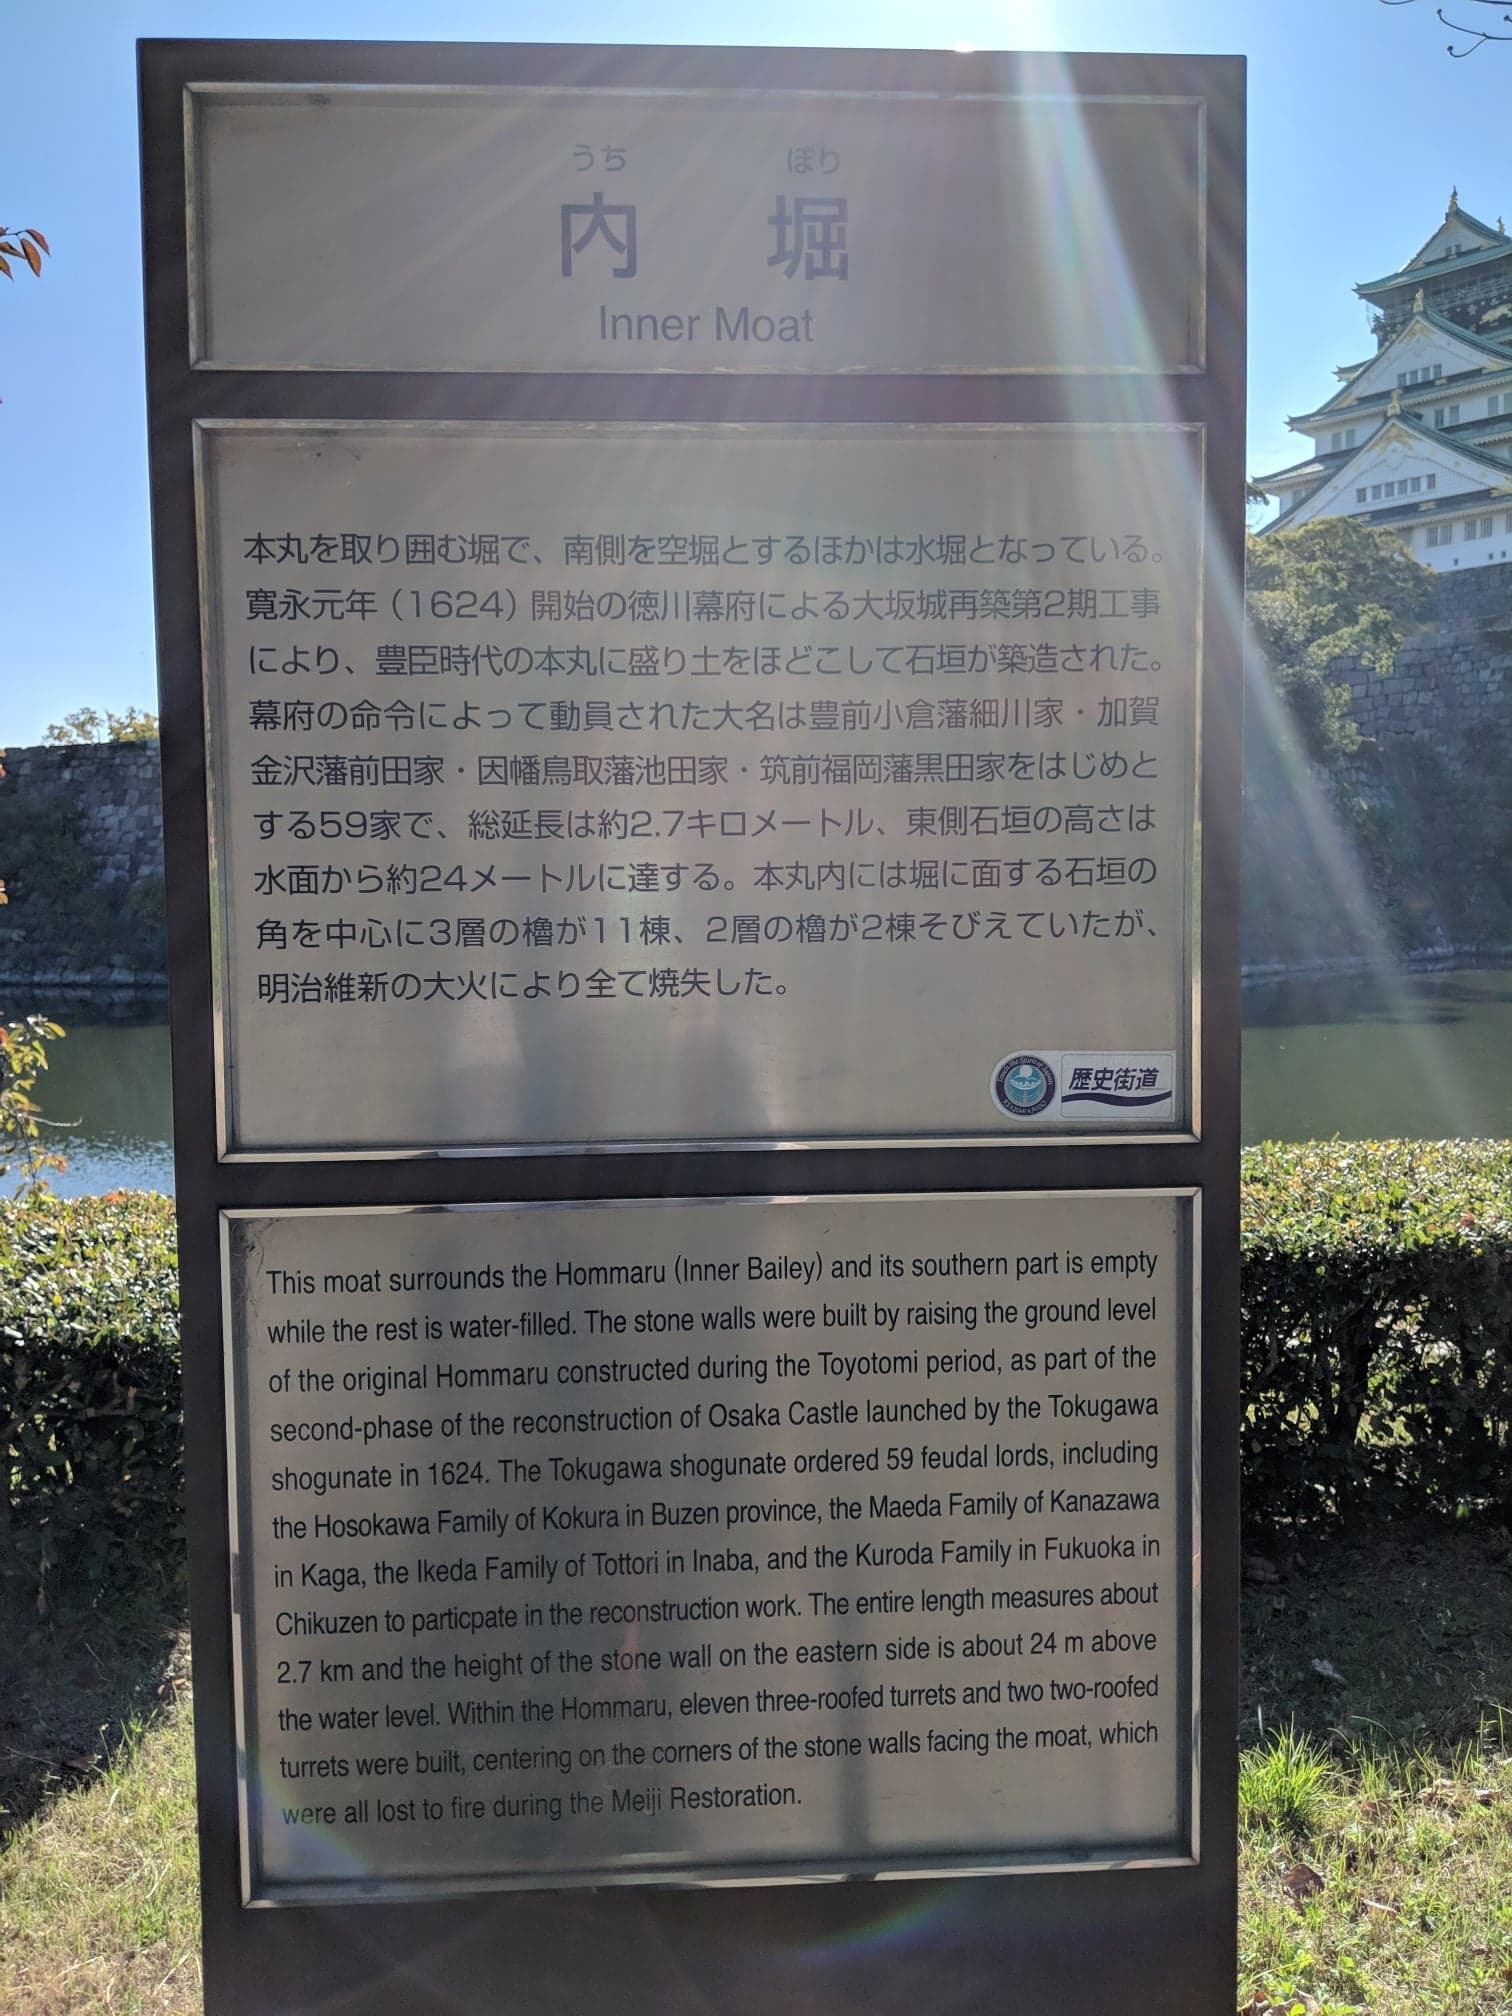 うち ぼり
内 堀
Inner Moat
本丸を取り囲む堀で、南側を空堀とするほかは水堀となっている。
寛永元年（1624）開始の徳川幕府による大坂城再築第2期工事
により、豊臣時代の本丸に盛り土をほどこして石垣が築造された。
幕府の命令によって動員された大名は豊前小倉藩細川家・加賀
金沢藩前田家・因幡鳥取藩池田家・筑前福岡藩黒田家をはじめと
する59家で、総延長は約2.7キロメートル、東側石垣の高さは
水面から約24メートルに達する。本丸内には堀に面する石垣の
角を中心に3層の櫓が11棟、2層の櫓が2棟そびえていたが、
明治維新の大火により全て焼失した。
歴史街道
This moat surrounds the Hommaru (Inner Bailey) and its southern part is empty
while the rest is water-filled. The stone walls were built by raising the ground level
of the original Hommaru constructed during the Toyotomi period, as part of the
second-phase of the reconstruction of Osaka Castle launched by the Tokugawa
shogunate in 1624. The Tokugawa shogunate ordered 59 feudal lords, including
the Hosokawa Family of Kokura in Buzen province, the Maeda Family of Kanazawa
in Kaga, the Ikeda Family of Tottori in Inaba, and the Kuroda Family in Fukuoka in
Chikuzen to particpate in the reconstruction work. The entire length measures about
2.7 km and the height of the stone wall on the eastern side is about 24 m above
the water level. Within the Hommaru, eleven three-roofed turrets and two two-roofed
turrets were built, centering on the corners of the stone walls facing the moat, which
were all lost to fire during the Meiji Restoration.